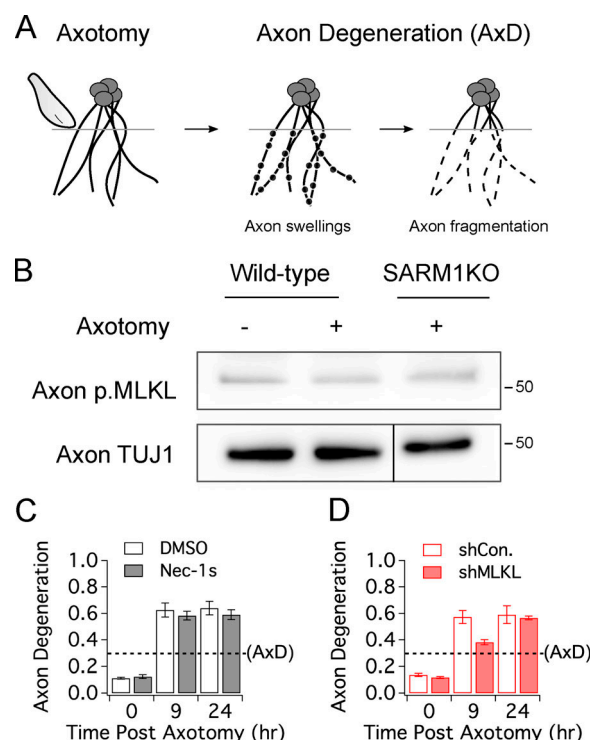 A
Axotomy
Axon Degeneration (AxD)
Axon swellings
Axon fragmentation
B
Wild-type
SARM1KO
Axotomy
-
+
+
Axon p.MLKL
-50
Axon TUJ1
-50
C
DMSO
Nec-1s
Axon Degeneration
1.0
0.8
0.6
0.4
0.2
0.0
(AxD)
0
9
24
Time Post Axotomy (hr)
D
shCon.
shMLKL
Axon Degeneration
1.0
0.8
0.6
0.4
0.2
0.0
(AxD)
0
9
24
Time Post Axotomy (hr)